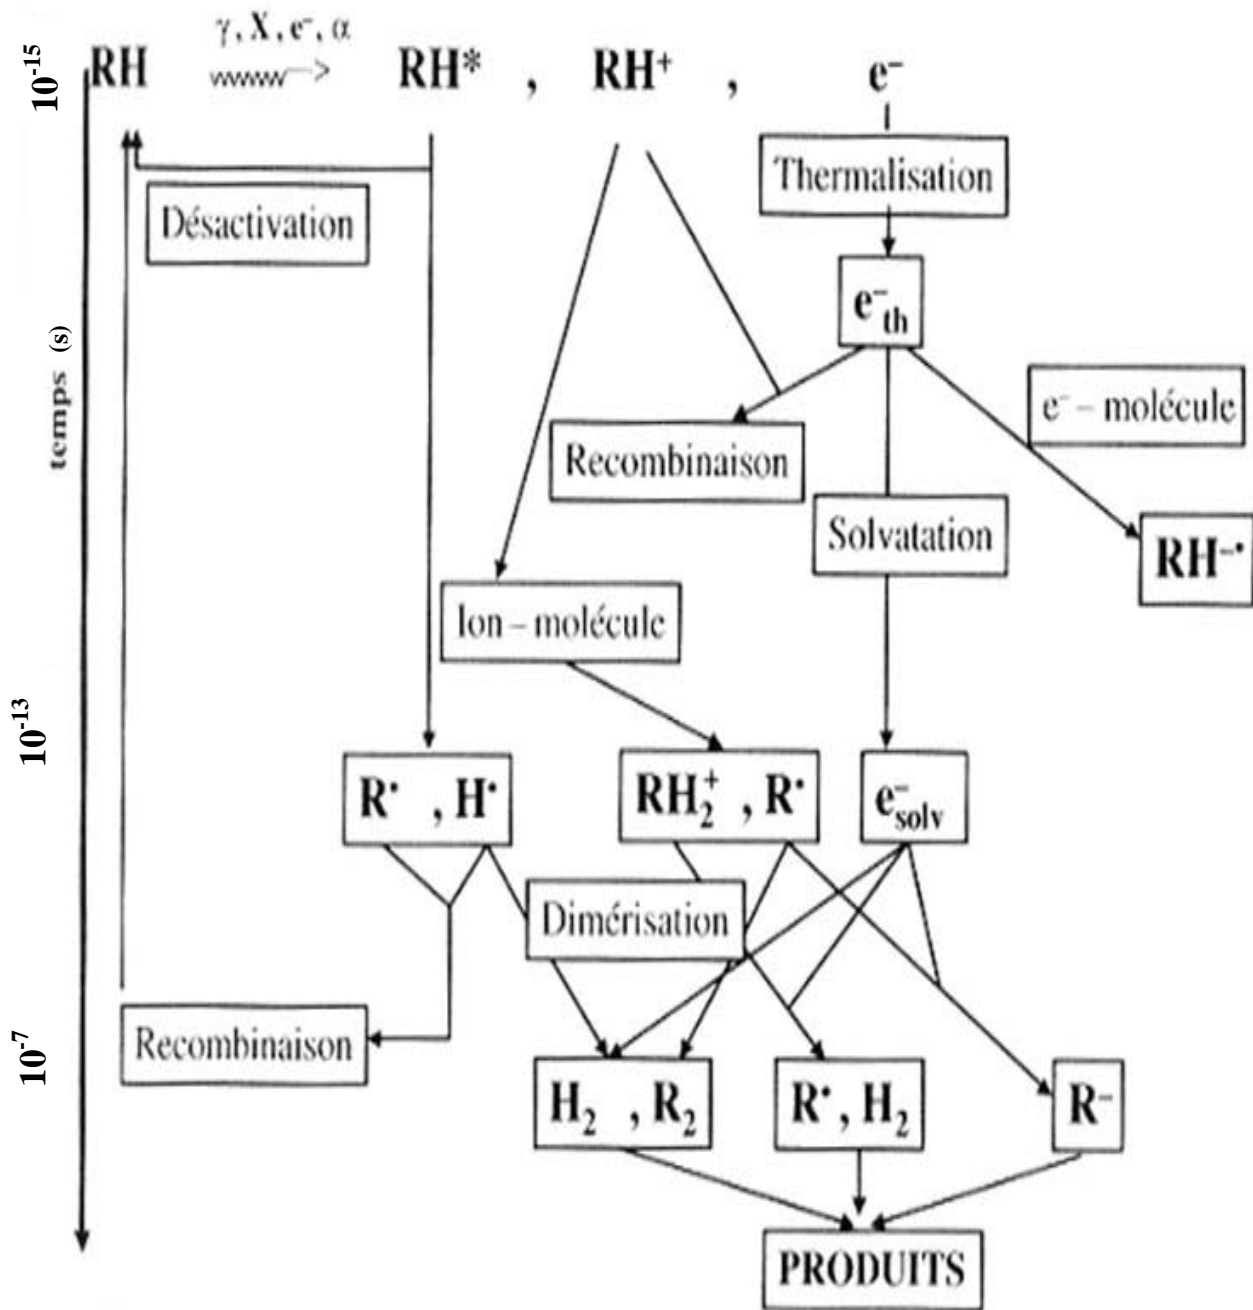 γ, X, e⁻, α
RH RH* , RH⁺ , e⁻
10⁻¹⁵
Thermalisation
Désactivation
e⁻th
temps (s)
e⁻ – molécule
Recombinaison
Solvatation
RH⁻•
Ion – molécule
10⁻¹³
R• , H•
RH₂⁺ , R•
e⁻solv
Dimérisation
Recombinaison
10⁻⁷
H₂ , R₂
R• , H₂
R⁻
PRODUITS